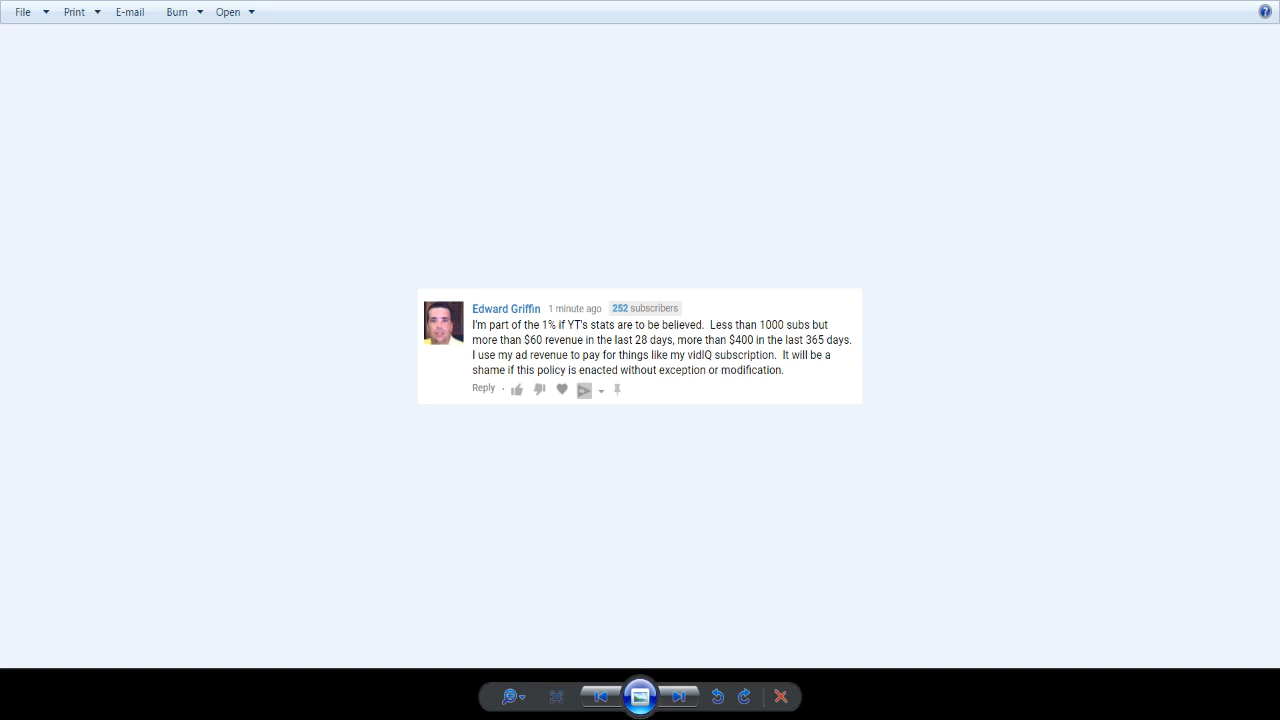 File Print E-mail Burn Open
Edward Griffin 1 minute ago 252 subscribers
I'm part of the 1% if YT's stats are to be believed. Less than 1000 subs but
more than $60 revenue in the last 28 days, more than $400 in the last 365 days.
I use my ad revenue to pay for things like my vidIQ subscription. It will be a
shame if this policy is enacted without exception or modification.
Reply